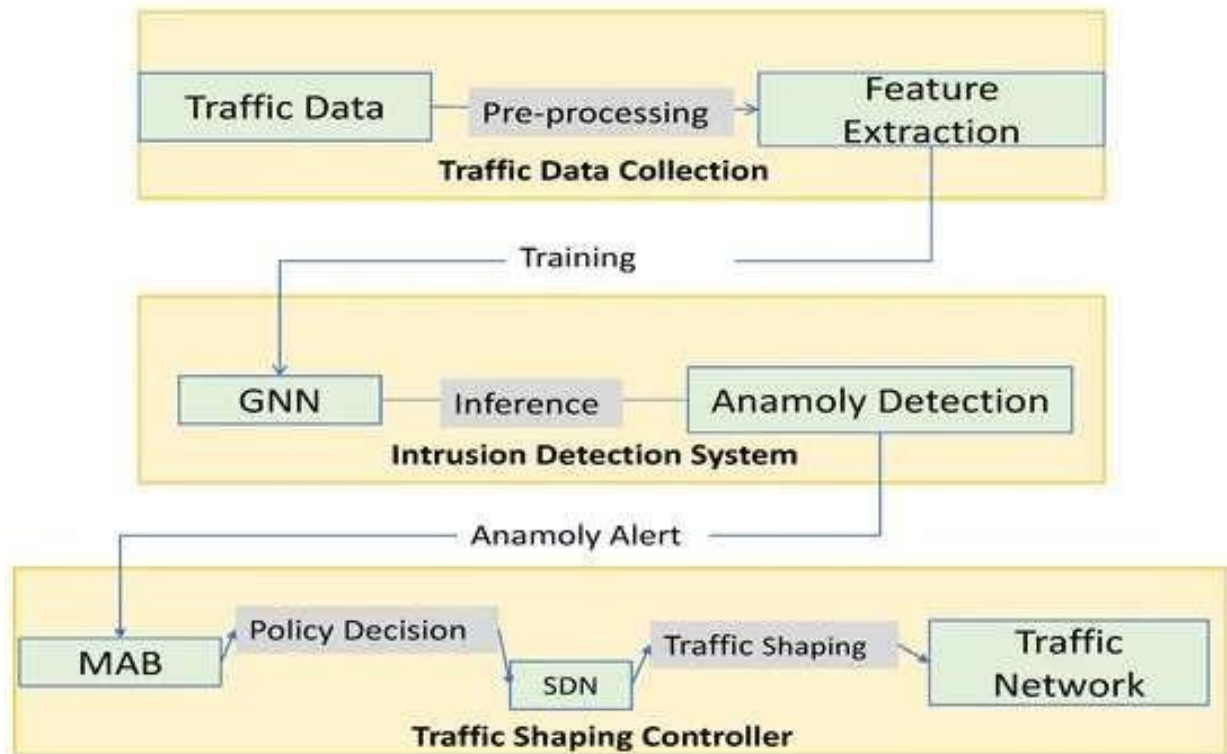 Traffic Data
Pre-processing
Feature
Extraction
Traffic Data Collection
Training
GNN
Inference
Anamoly Detection
Intrusion Detection System
Anamoly Alert
MAB
Policy Decision
SDN
Traffic Shaping
Traffic
Network
Traffic Shaping Controller